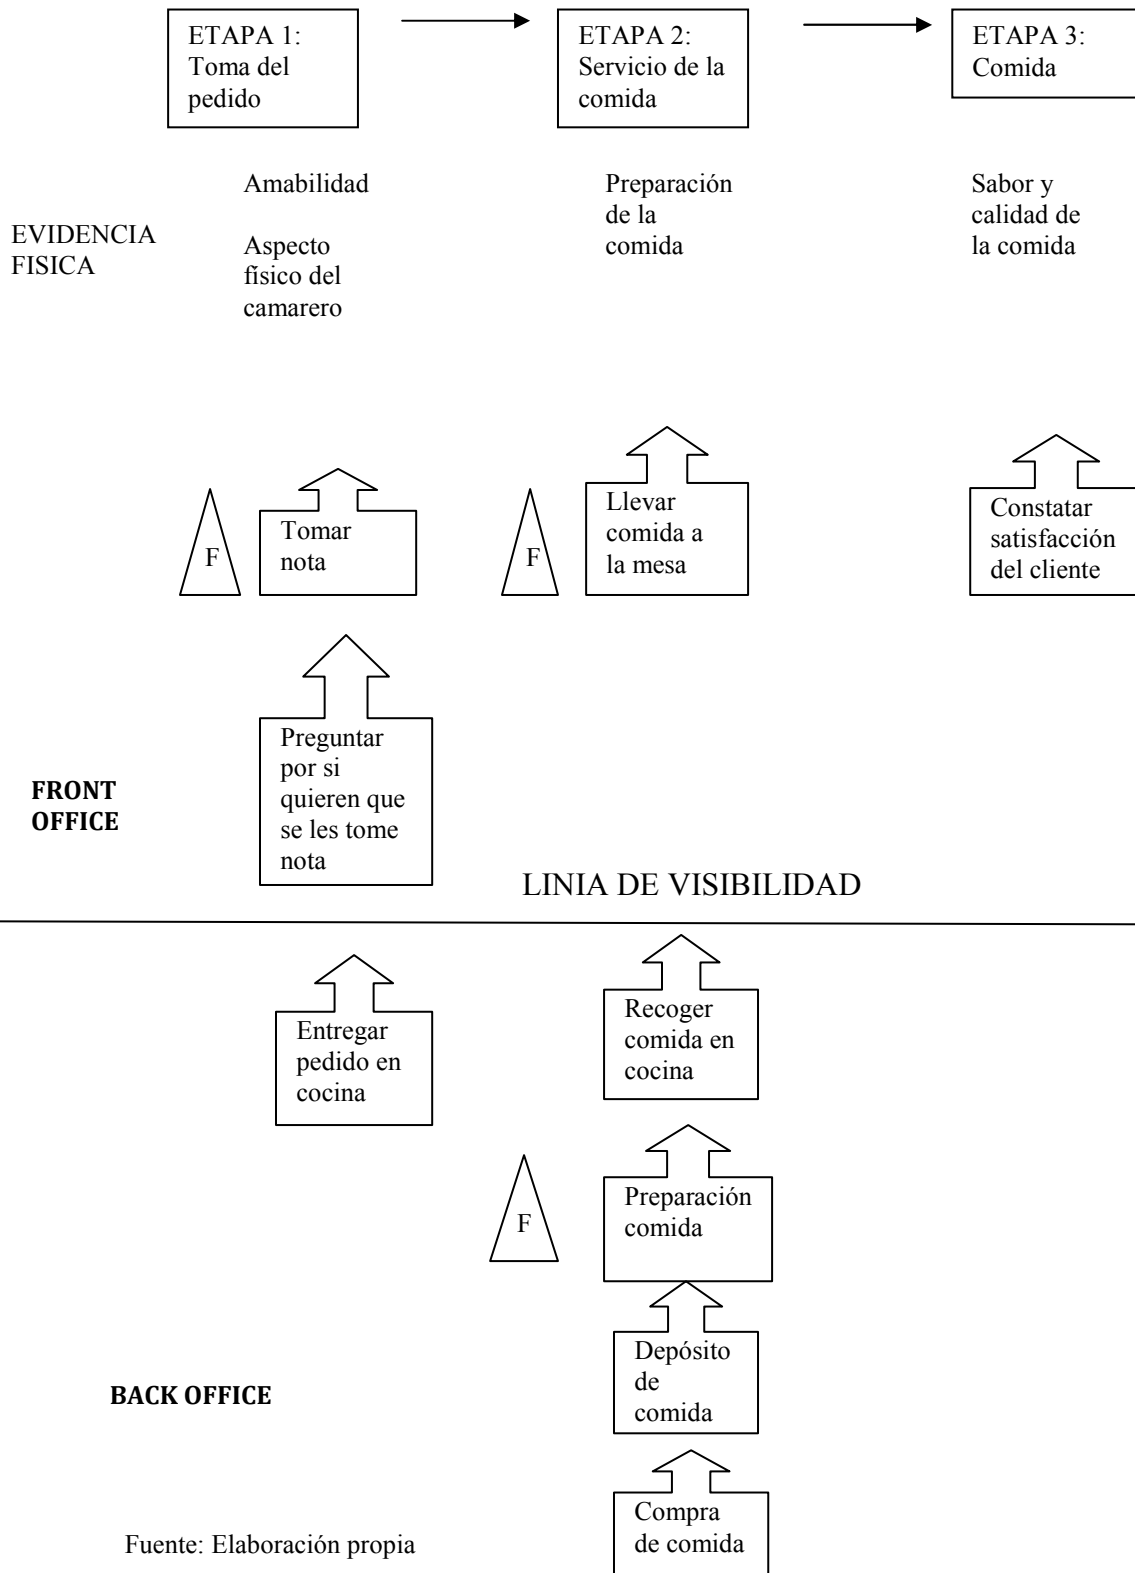 ETAPA 1:
Toma del
pedido
ETAPA 2:
Servicio de la
comida
ETAPA 3:
Comida
EVIDENCIA
FISICA
Amabilidad
Aspecto
físico del
camarero
Preparación
de la
comida
Sabor y
calidad de
la comida
F
Tomar
nota
F
Llevar
comida a
la mesa
Constatar
satisfacción
del cliente
FRONT
OFFICE
Preguntar
por si
quieren que
se les tome
nota
LINIA DE VISIBILIDAD
Entregar
pedido en
cocina
Recoger
comida en
cocina
F
Preparación
comida
BACK OFFICE
Depósito
de
comida
Compra
de comida
Fuente: Elaboración propia